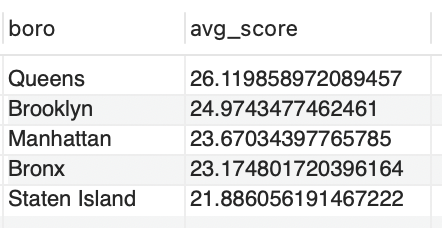 boro avg_score
Queens 26.119858972089457
Brooklyn 24.9743477462461
Manhattan 23.67034397765785
Bronx 23.174801720396164
Staten Island 21.886056191467222